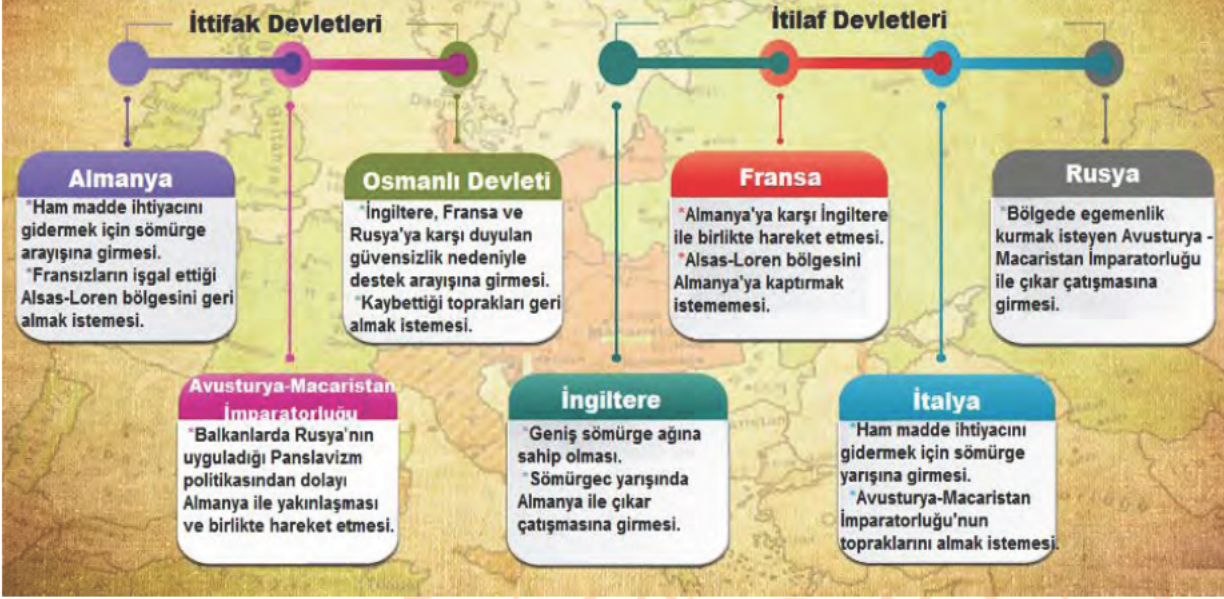 İttifak Devletleri
Almanya
*Ham madde ihtiyacını
gidermek için sömürge
arayışına girmesi.
*Fransızların işgal ettiği
Alsas-Loren bölgesini geri
almak istemesi.
Avusturya-Macaristan
İmparatorluğu
*Balkanlarda Rusya'nın
uyguladığı Panslavizm
politikasından dolayı
Almanya ile yakınlaşması
ve birlikte hareket etmesi.
Osmanlı Devleti
*İngiltere, Fransa ve
Rusya'ya karşı duyulan
güvensizlik nedeniyle
destek arayışına girmesi.
*Kaybettiği toprakları geri
almak istemesi.
İtilaf Devletleri
İngiltere
*Geniş sömürge ağına
sahip olması.
*Sömürgec yarışında
Almanya ile çıkar
çatışmasına girmesi.
Fransa
*Almanya'ya karşı İngiltere
ile birlikte hareket etmesi.
*Alsas-Loren bölgesini
Almanya'ya kaptırmak
istememesi.
İtalya
*Ham madde ihtiyacını
gidermek için sömürge
yarışına girmesi.
*Avusturya-Macaristan
İmparatorluğu'nun
topraklarını almak istemesi.
Rusya
*Bölgede egemenlik
kurmak isteyen Avusturya -
Macaristan İmparatorluğu
ile çıkar çatışmasına
girmesi.